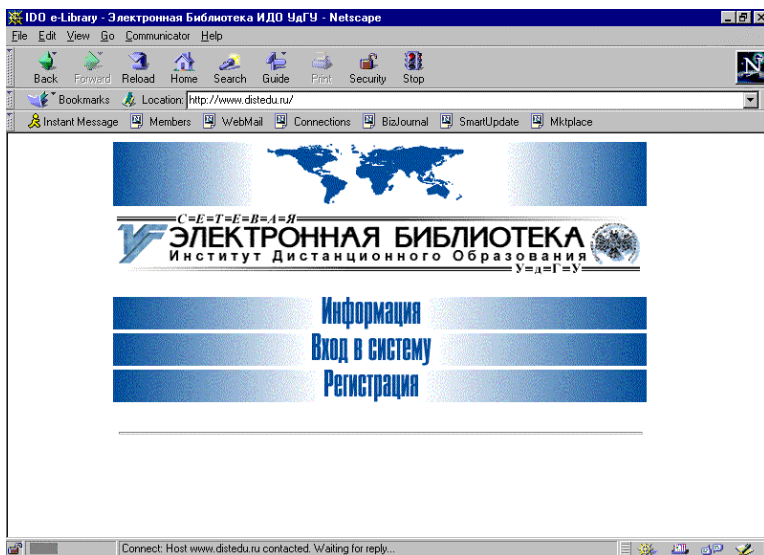 IDO e-Library - Электронная Библиотека ИДО УдГУ - Netscape
File Edit View Go Communicator Help
Back Forward Reload Home Search Guide Print Security Stop
Bookmarks Location: http://www.distedu.ru/
Instant Message Members WebMail Connections BizJournal SmartUpdate Mktplace
С=Е=Т=Е=В=А=Я
ЭЛЕКТРОННАЯ БИБЛИОТЕКА
Институт Дистанционного Образования
У=д=Г=У
Информация
Вход в систему
Регистрация
Connect: Host www.distedu.ru contacted. Waiting for reply...